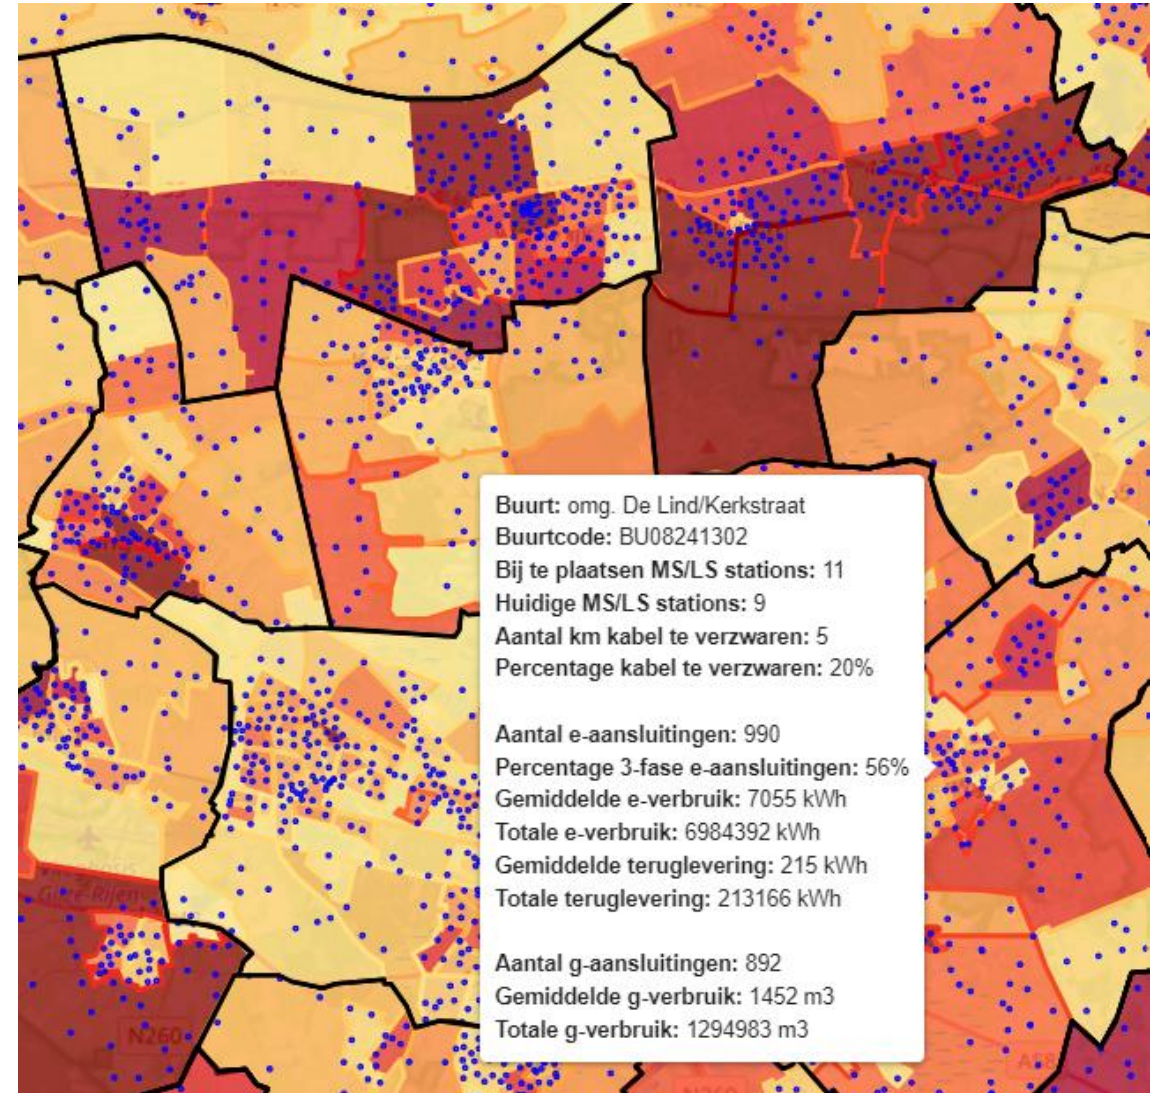 Buurt: omg. De Lind/Kerkstraat
Buurtcode: BU08241302
Bij te plaatsen MS/LS stations: 11
Huidige MS/LS stations: 9
Aantal km kabel te verzwaren: 5
Percentage kabel te verzwaren: 20%
Aantal e-aansluitingen: 990
Percentage 3-fase e-aansluitingen: 56%
Gemiddelde e-verbruik: 7055 kWh
Totale e-verbruik: 6984392 kWh
Gemiddelde teruglevering: 215 kWh
Totale teruglevering: 213166 kWh
Aantal g-aansluitingen: 892
Gemiddelde g-verbruik: 1452 m3
Totale g-verbruik: 1294983 m3
Gilze-Rijen
N260
N260